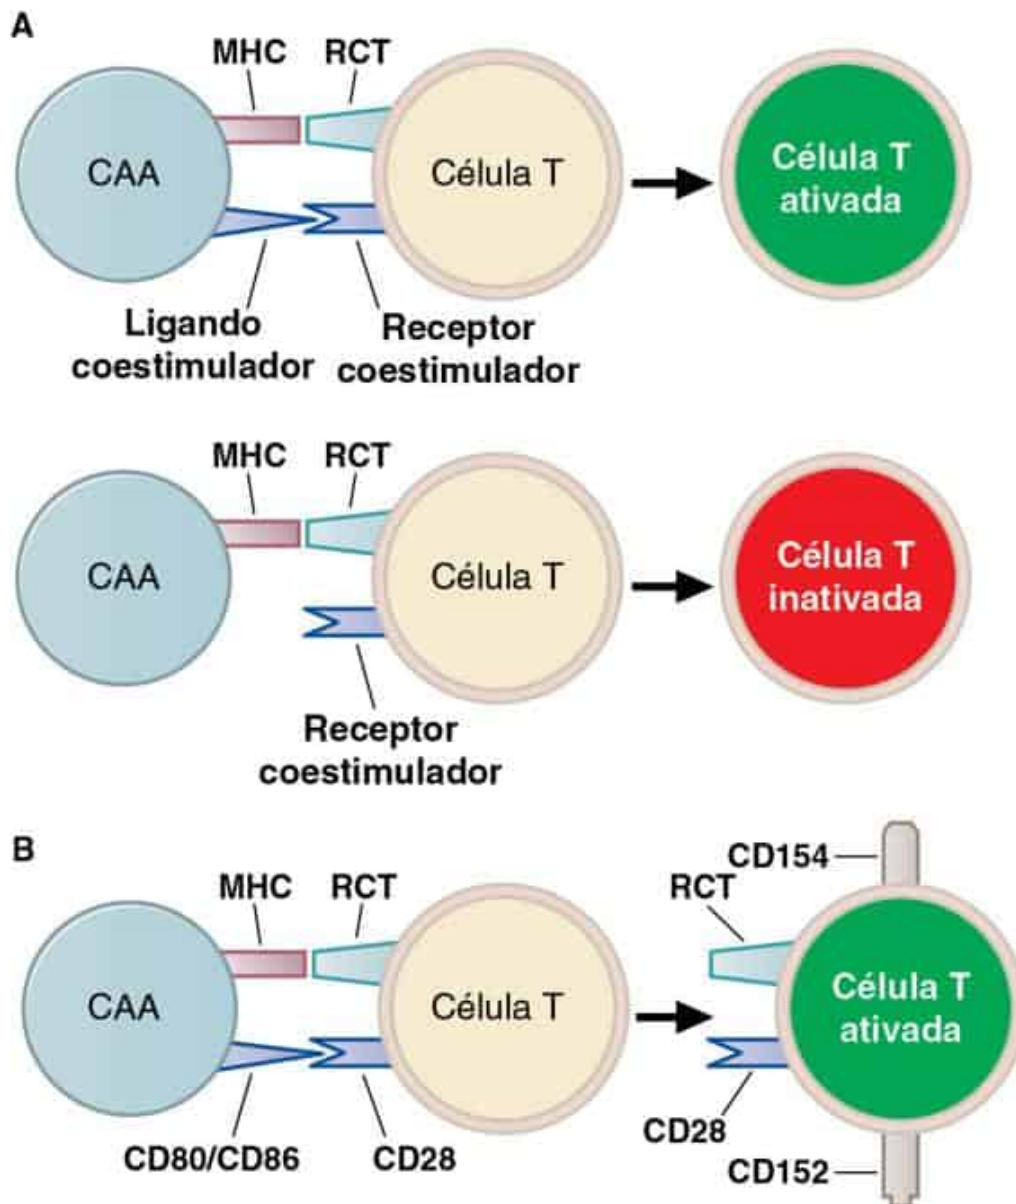 A
MHC RCT
CAA
Célula T
Célula T
ativada
Ligando
coestimulador
Receptor
coestimulador
MHC RCT
CAA
Célula T
Célula T
inativada
Receptor
coestimulador
B
MHC RCT
CAA
Célula T
CD80/CD86
CD28
CD154
RCT
Célula T
ativada
CD28
CD152